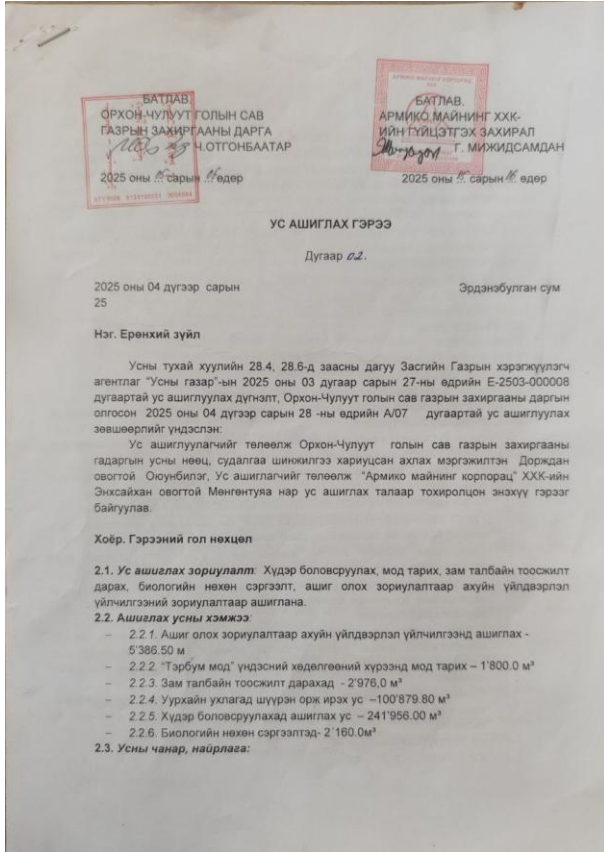 БАТЛАВ.
ОРХОН-ЧУЛУУТ ГОЛЫН САВ
ГАЗРЫН ЗАХИРГААНЫ ДАРГА
Ч.ОТГОНБААТАР
2025 оны 05 сарын 06 өдөр
БАТЛАВ.
АРМИКО МАЙНИНГ ХХК-
ИЙН ГҮЙЦЭТГЭХ ЗАХИРАЛ
Г. МИЖИДСАМДАН
2025 оны 05 сарын 06 өдөр
УС АШИГЛАХ ГЭРЭЭ
Дугаар 02.
2025 оны 04 дүгээр сарын Эрдэнэбулган сум
25
Нэг. Ерөнхий зүйл
Усны тухай хуулийн 28.4, 28.6-д заасны дагуу Засгийн Газрын хэрэгжүүлэгч
агентлаг “Усны газар”-ын 2025 оны 03 дугаар сарын 27-ны өдрийн Е-2503-000008
дугаартай ус ашиглуулах дүгнэлт, Орхон-Чулуут голын сав газрын захиргааны даргын
олгосон 2025 оны 04 дүгээр сарын 28 -ны өдрийн А/07 дугаартай ус ашиглуулах
зөвшөөрлийг үндэслэн:
Ус ашиглуулагчийг төлөөлж Орхон-Чулуут голын сав газрын захиргааны
гадаргын усны нөөц, судалгаа шинжилгээ хариуцсан ахлах мэргэжилтэн Дорждан
овогтой Оюунбилэг, Ус ашиглагчийг төлөөлж “Армико майнинг корпорац” ХХК-ийн
Энхсайхан овогтой Мөнгөнтуяа нар ус ашиглах талаар тохиролцон энэхүү гэрээг
байгуулав.
Хоёр. Гэрээний гол нөхцөл
2.1. Ус ашиглах зориулалт: Хүдэр боловсруулах, мод тарих, зам талбайн тоосжилт
дарах, биологийн нөхөн сэргээлт, ашиг олох зориулалтаар ахуйн үйлдвэрлэл
үйлчилгээний зориулалтаар ашиглана.
2.2. Ашиглах усны хэмжээ:
– 2.2.1. Ашиг олох зориулалтаар ахуйн үйлдвэрлэл үйлчилгээнд ашиглах -
5’386.50 м
– 2.2.2. “Тэрбум мод” үндэсний хөдөлгөөний хүрээнд мод тарих – 1’800.0 м³
– 2.2.3. Зам талбайн тоосжилт дарахад - 2’976,0 м³
– 2.2.4. Уурхайн ухлагад шүүрэн орж ирэх ус –100’879.80 м³
– 2.2.5. Хүдэр боловсруулахад ашиглах ус – 241’956.00 м³
– 2.2.6. Биологийн нөхөн сэргээлтэд- 2´160.0м³
2.3. Усны чанар, найрлага: